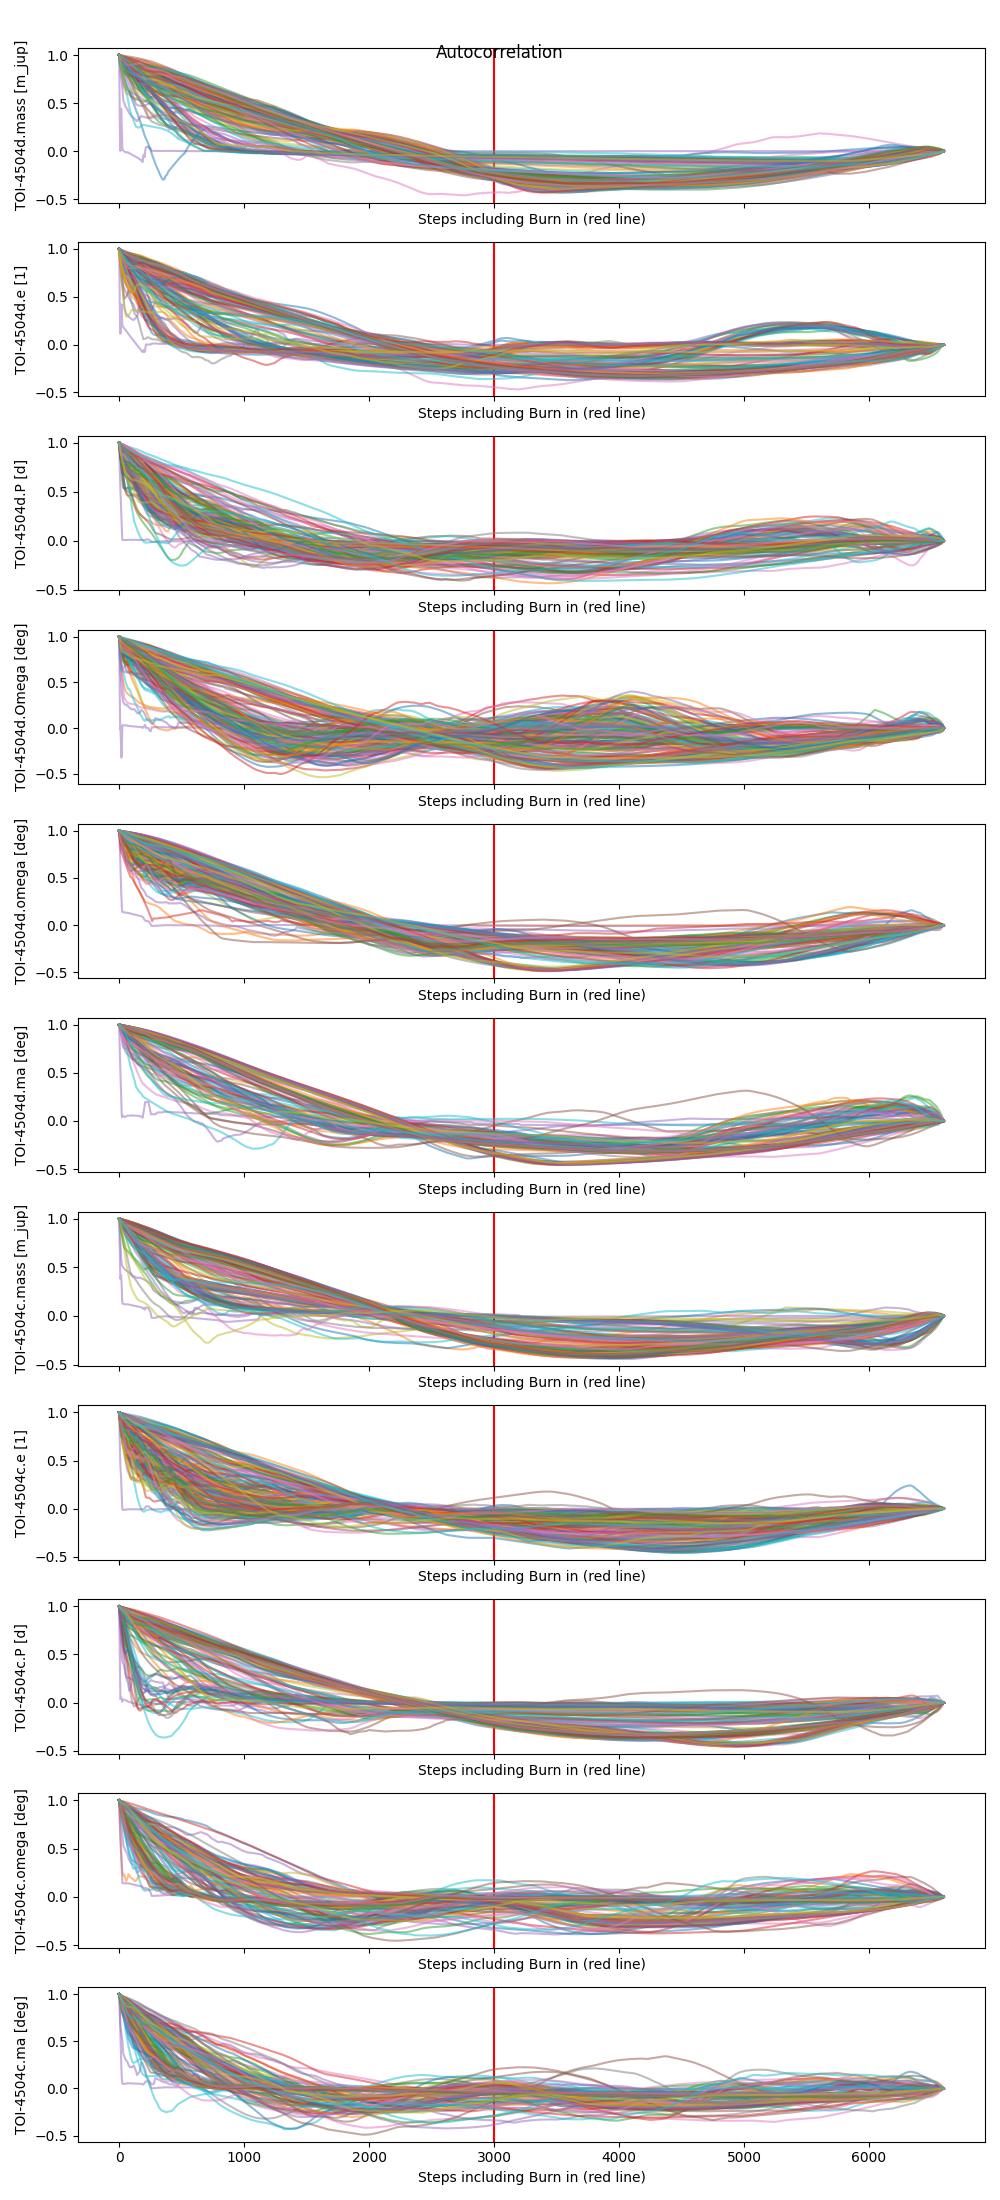 Autocorrelation
TOI-4504d.mass [m_jup]
1.0
0.5
0.0
−0.5
Steps including Burn in (red line)
TOI-4504d.e [1]
1.0
0.5
0.0
−0.5
Steps including Burn in (red line)
TOI-4504d.P [d]
1.0
0.5
0.0
−0.5
Steps including Burn in (red line)
TOI-4504d.Omega [deg]
1.0
0.5
0.0
−0.5
Steps including Burn in (red line)
TOI-4504d.omega [deg]
1.0
0.5
0.0
−0.5
Steps including Burn in (red line)
TOI-4504d.ma [deg]
1.0
0.5
0.0
−0.5
Steps including Burn in (red line)
TOI-4504c.mass [m_jup]
1.0
0.5
0.0
−0.5
Steps including Burn in (red line)
TOI-4504c.e [1]
1.0
0.5
0.0
−0.5
Steps including Burn in (red line)
TOI-4504c.P [d]
1.0
0.5
0.0
−0.5
Steps including Burn in (red line)
TOI-4504c.omega [deg]
1.0
0.5
0.0
−0.5
Steps including Burn in (red line)
TOI-4504c.ma [deg]
1.0
0.5
0.0
−0.5
0 1000 2000 3000 4000 5000 6000
Steps including Burn in (red line)